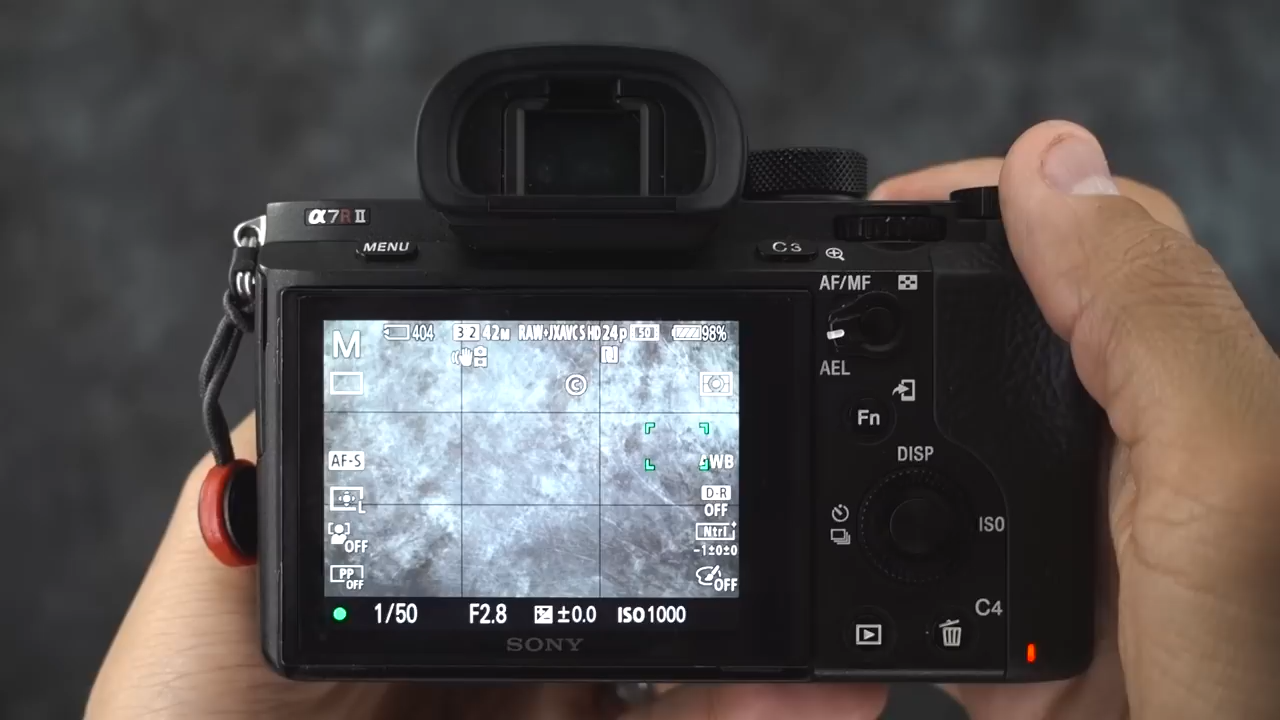 α7RII
MENU
C3
AF/MF
AEL
Fn
DISP
ISO
C4
M
404
3:2 42M RAW+J XAVC S HD 24p 50 98%
C
AF-S
AWB
L
D-R
OFF
OFF
Ntrl
-1±0±0
PP
OFF
OFF
1/50 F2.8 ±0.0 ISO1000
SONY